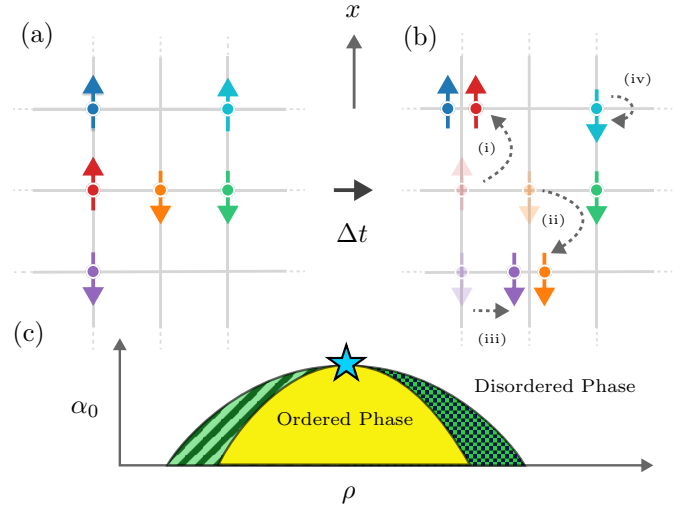 (a)
x
(b)
(iv)
(i)
Δt
(ii)
(iii)
(c)
α₀
Disordered Phase
Ordered Phase
ρ